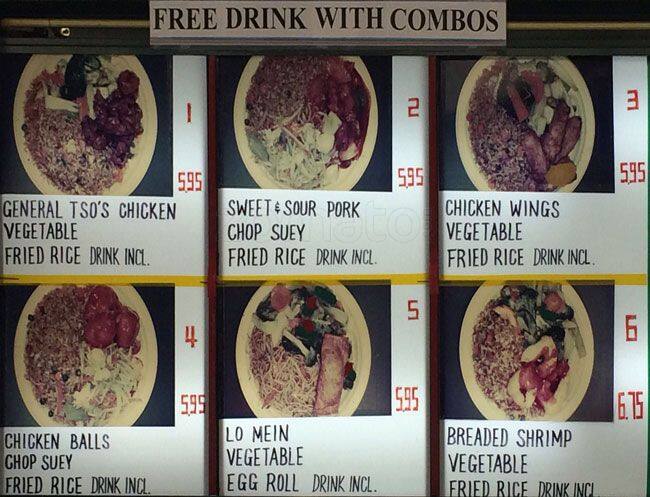 FREE DRINK WITH COMBOS
1
5.95
GENERAL TSO'S CHICKEN
VEGETABLE
FRIED RICE DRINK INCL.
2
5.95
SWEET & SOUR PORK
CHOP SUEY
FRIED RICE DRINK INCL.
3
5.95
CHICKEN WINGS
VEGETABLE
FRIED RICE DRINK INCL.
4
5.95
CHICKEN BALLS
CHOP SUEY
FRIED RICE DRINK INCL.
5
5.95
LO MEIN
VEGETABLE
EGG ROLL DRINK INCL.
6
6.75
BREADED SHRIMP
VEGETABLE
FRIED RICE DRINK INCL